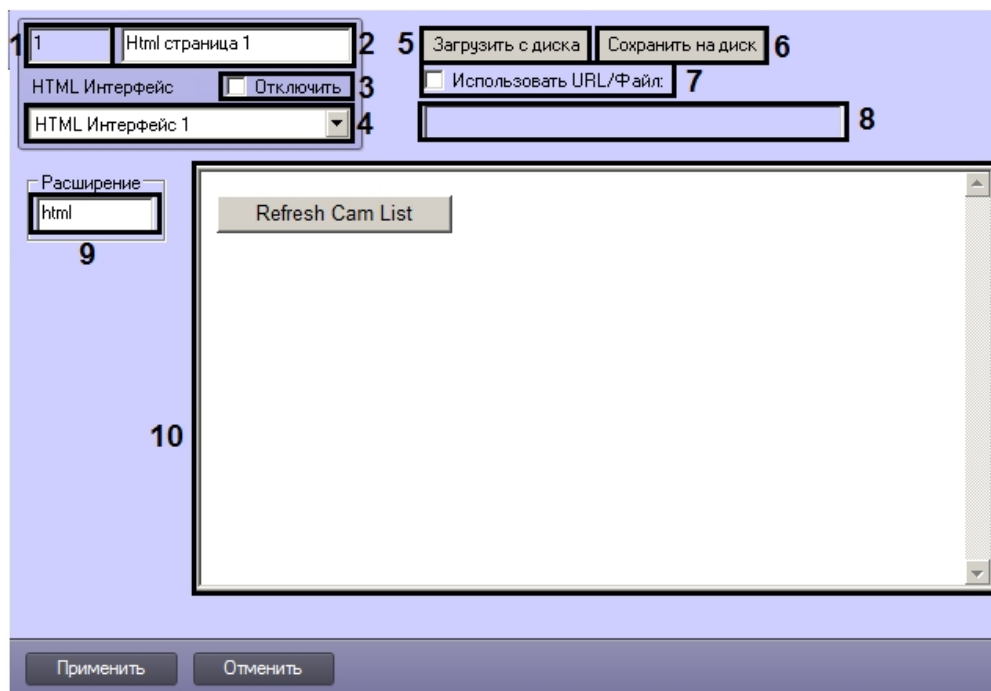 1 1 Html страница 1 2
HTML Интерфейс Отключить 3
HTML Интерфейс 1 4
5 Загрузить с диска Сохранить на диск 6
Использовать URL/Файл: 7
8
Расширение
html
9
Refresh Cam List
10
Применить Отменить